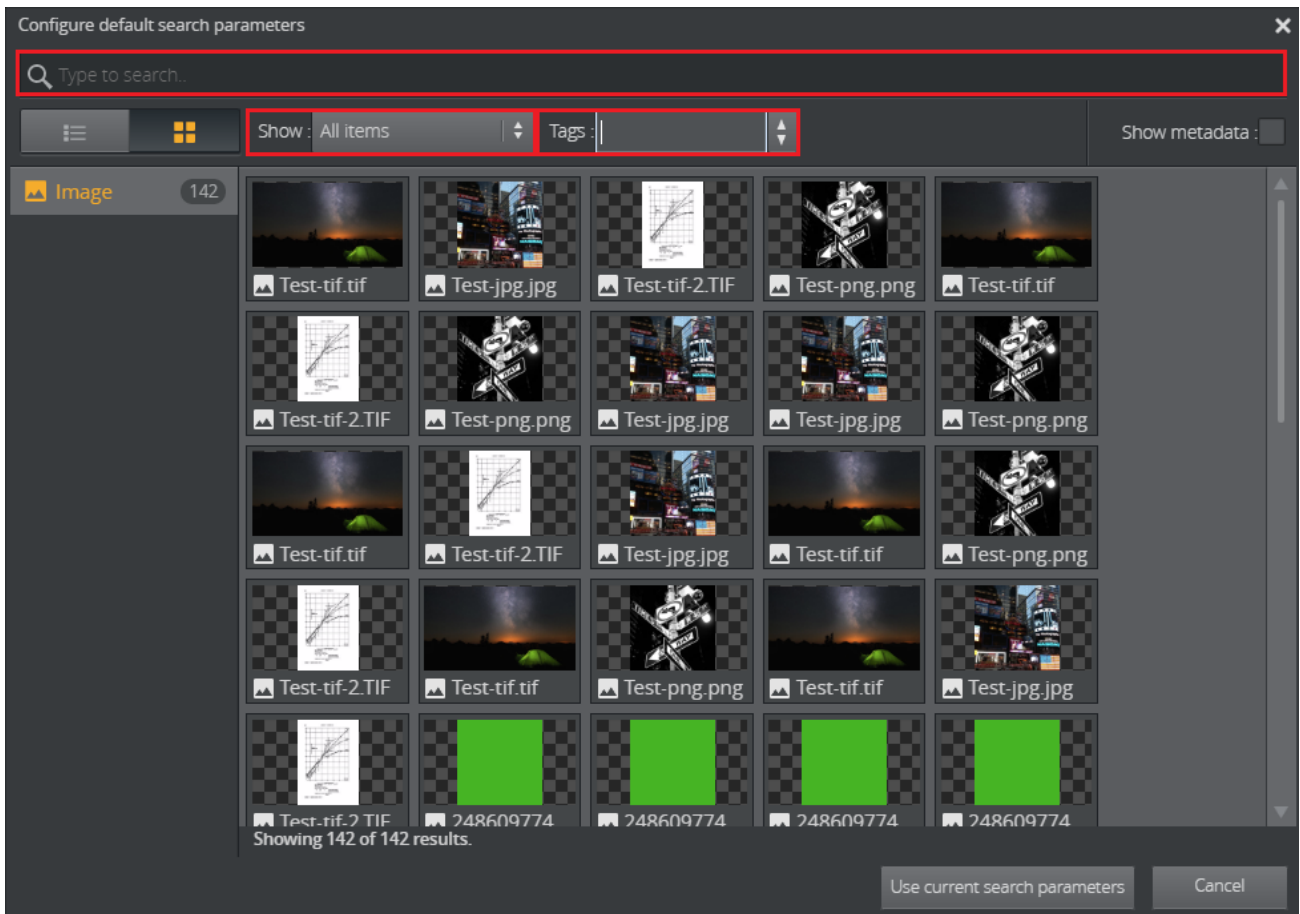 Configure default search parameters
Type to search..
Show : All items Tags : Show metadata :
Image 142
Test-tif.tif Test-jpg.jpg Test-tif-2.TIF Test-png.png Test-tif.tif
Test-tif-2.TIF Test-png.png Test-jpg.jpg Test-jpg.jpg Test-png.png
Test-tif.tif Test-tif-2.TIF Test-jpg.jpg Test-tif.tif Test-png.png
Test-tif-2.TIF Test-tif.tif Test-png.png Test-tif.tif Test-jpg.jpg
Test-tif-2.TIF 248609774 248609774 248609774 248609774
Showing 142 of 142 results.
Use current search parameters Cancel